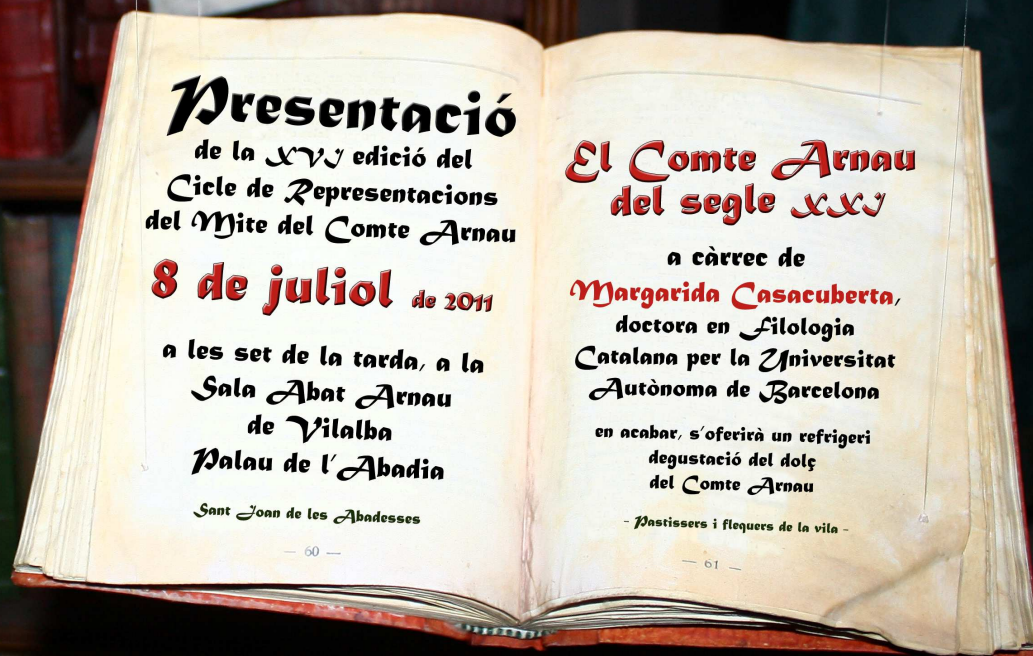 Presentació
de la XVI edició del
Cicle de Representacions
del Mite del Comte Arnau
8 de juliol de 2011
a les set de la tarda, a la
Sala Abat Arnau
de Vilalba
Palau de l'Abadia
Sant Joan de les Abadesses
— 60 —
El Comte Arnau
del segle XXI
a càrrec de
Margarida Casacuberta,
doctora en Filologia
Catalana per la Universitat
Autònoma de Barcelona
en acabar, s'oferirà un refrigeri
degustació del dolç
del Comte Arnau
- Pastissers i flequers de la vila -
— 61 —